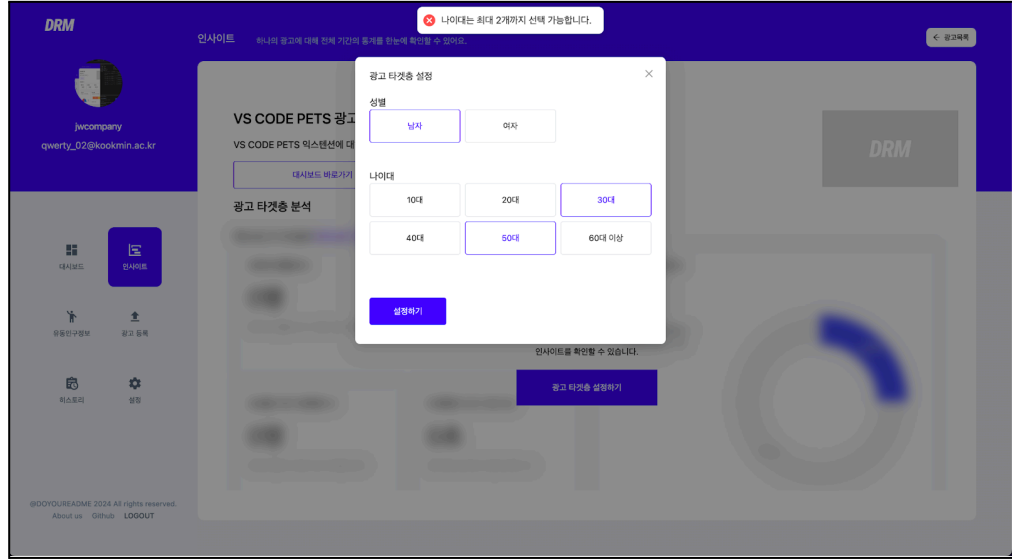 나이대는 최대 2개까지 선택 가능합니다.
DRM
인사이트
하나의 광고에 대해 전체 기간의 통계를 한눈에 확인할 수 있어요.
광고목록
jwcompany
qwerty_02@kookmin.ac.kr
VS CODE PETS 광고
VS CODE PETS 익스텐션에 대
대시보드 바로가기
광고 타겟층 분석
DRM
광고 타겟층 설정
성별
남자
여자
나이대
10대
20대
30대
40대
50대
60대 이상
설정하기
인사이트를 확인할 수 있습니다.
광고 타겟층 설정하기
대시보드
인사이트
유동인구정보
광고 등록
히스토리
설정
@DOYOUREADME 2024 All rights reserved.
About us Github LOGOUT